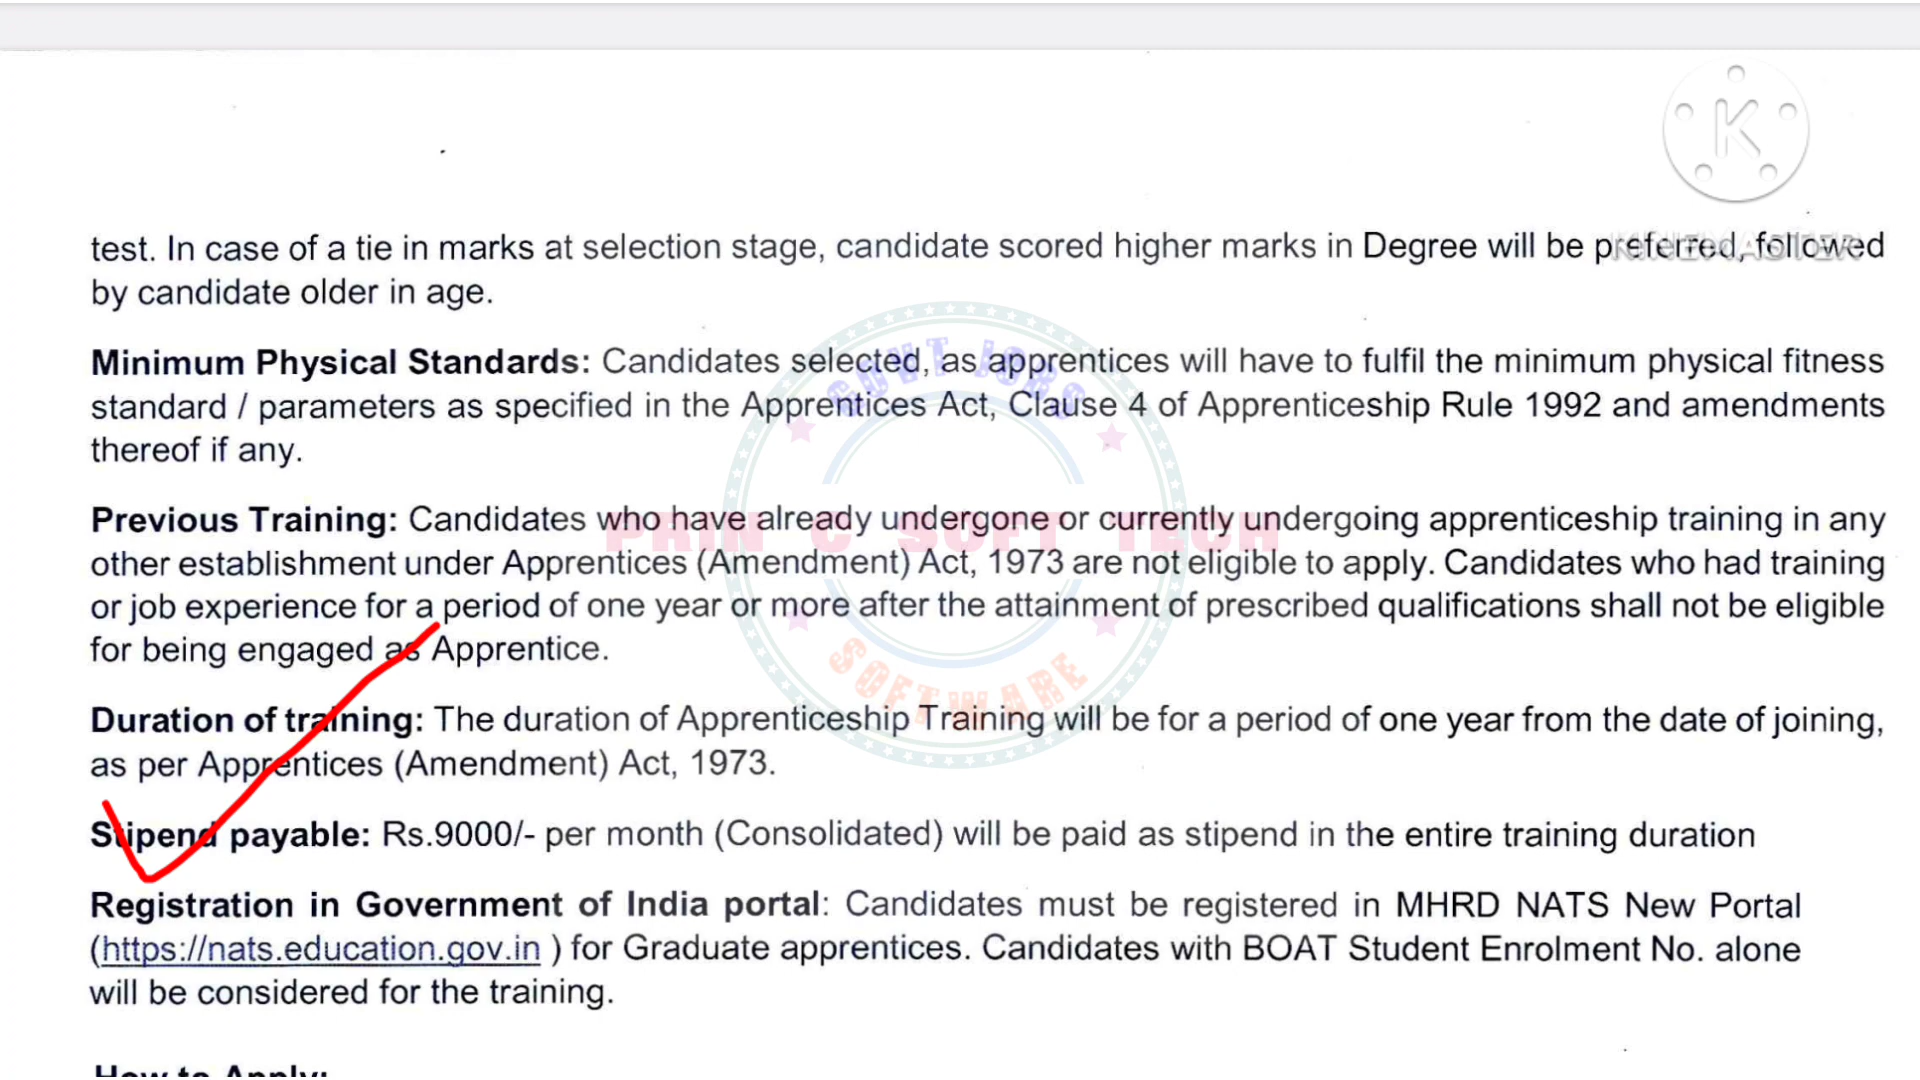 K
KINEMASTER
test. In case of a tie in marks at selection stage, candidate scored higher marks in Degree will be preferred, followed
by candidate older in age.
Minimum Physical Standards: Candidates selected, as apprentices will have to fulfil the minimum physical fitness
standard / parameters as specified in the Apprentices Act, Clause 4 of Apprenticeship Rule 1992 and amendments
thereof if any.
GOVT JOBS
Previous Training: Candidates who have already undergone or currently undergoing apprenticeship training in any
other establishment under Apprentices (Amendment) Act, 1973 are not eligible to apply. Candidates who had training
or job experience for a period of one year or more after the attainment of prescribed qualifications shall not be eligible
for being engaged as Apprentice.
PRIN C SOFT TECH
SOFTWARE
Duration of training: The duration of Apprenticeship Training will be for a period of one year from the date of joining,
as per Apprentices (Amendment) Act, 1973.
Stipend payable: Rs.9000/- per month (Consolidated) will be paid as stipend in the entire training duration
Registration in Government of India portal: Candidates must be registered in MHRD NATS New Portal
(https://nats.education.gov.in ) for Graduate apprentices. Candidates with BOAT Student Enrolment No. alone
will be considered for the training.
How to Apply: